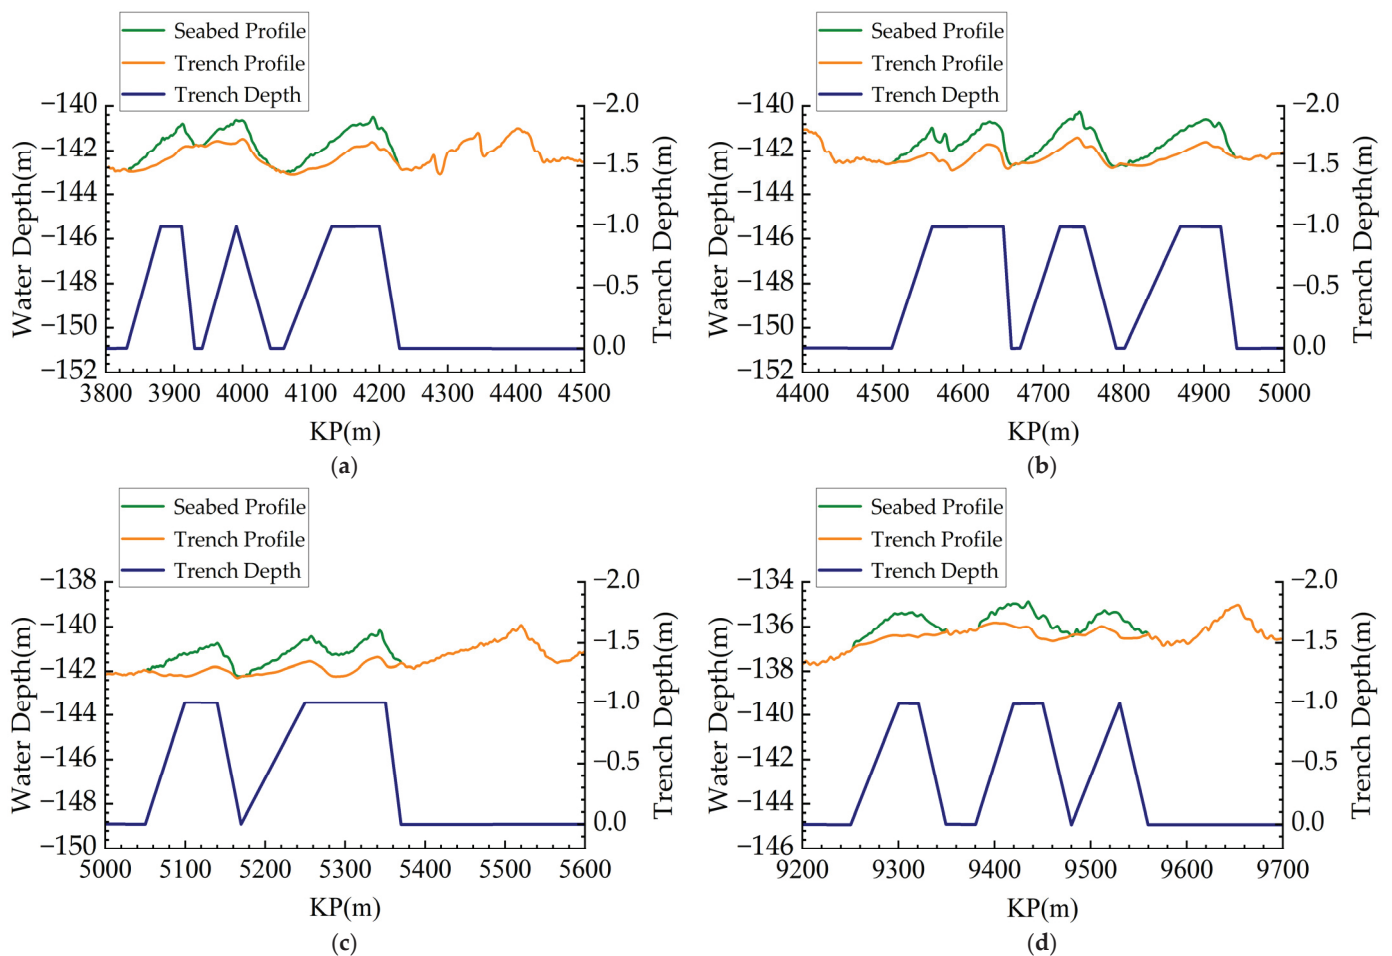 Seabed Profile
Trench Profile
Trench Depth
−140
−142
−144
−146
−148
−150
−152
Water Depth(m)
−2.0
−1.5
−1.0
−0.5
0.0
Trench Depth(m)
3800 3900 4000 4100 4200 4300 4400 4500
KP(m)
(a)
Seabed Profile
Trench Profile
Trench Depth
−140
−142
−144
−146
−148
−150
−152
Water Depth(m)
−2.0
−1.5
−1.0
−0.5
0.0
Trench Depth(m)
4400 4500 4600 4700 4800 4900 5000
KP(m)
(b)
Seabed Profile
Trench Profile
Trench Depth
−138
−140
−142
−144
−146
−148
−150
Water Depth(m)
−2.0
−1.5
−1.0
−0.5
0.0
Trench Depth(m)
5000 5100 5200 5300 5400 5500 5600
KP(m)
(c)
Seabed Profile
Trench Profile
Trench Depth
−134
−136
−138
−140
−142
−144
−146
Water Depth(m)
−2.0
−1.5
−1.0
−0.5
0.0
Trench Depth(m)
9200 9300 9400 9500 9600 9700
KP(m)
(d)